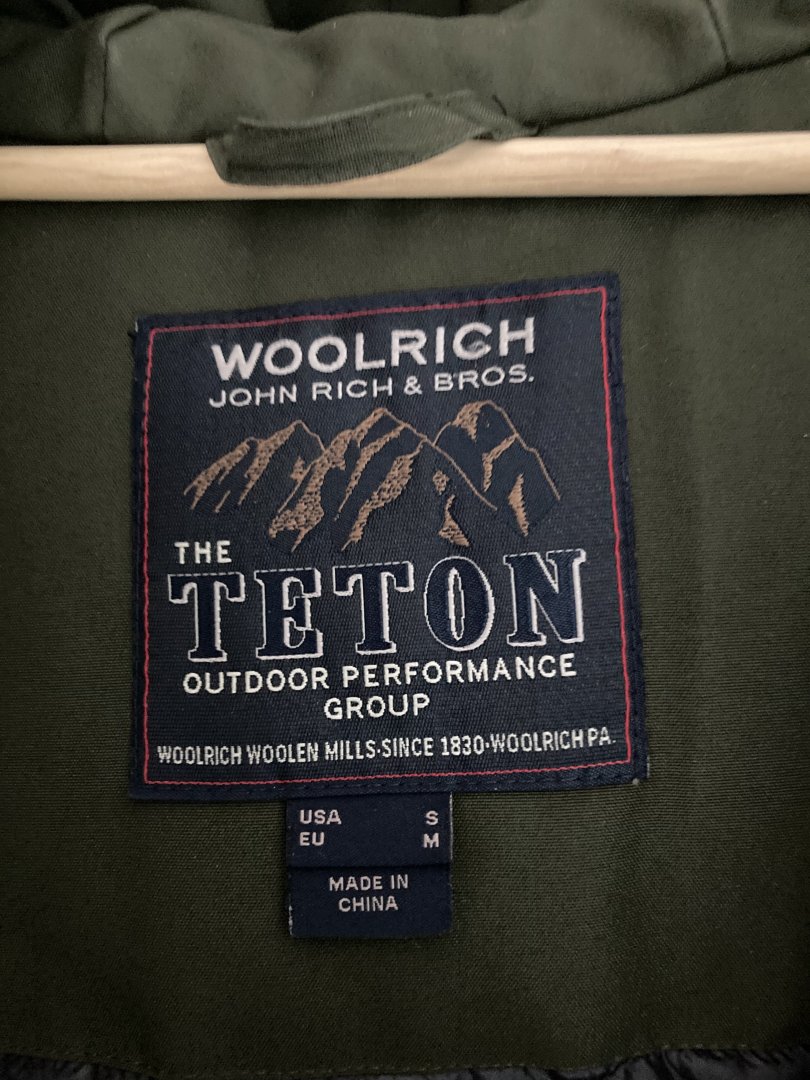 WOOLRICH
JOHN RICH & BROS.
THE
TETON
OUTDOOR PERFORMANCE
GROUP
WOOLRICH WOOLEN MILLS·SINCE 1830·WOOLRICH PA.
USA S
EU M
MADE IN
CHINA